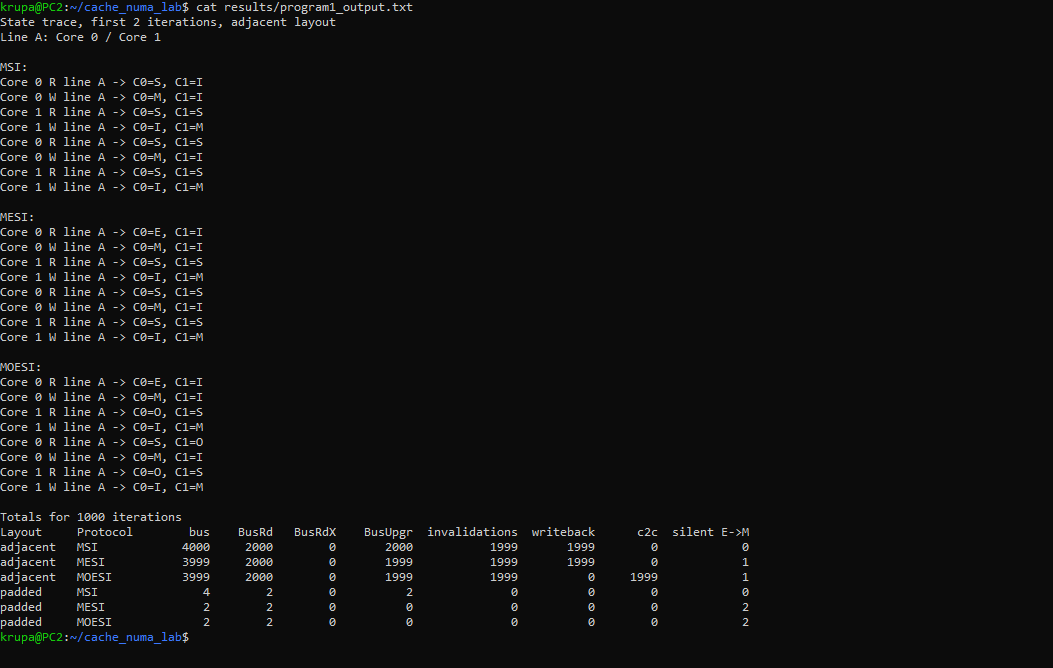 krupa@PC2:~/cache_numa_lab$ cat results/program1_output.txt
State trace, first 2 iterations, adjacent layout
Line A: Core 0 / Core 1

MSI:
Core 0 R line A -> C0=S, C1=I
Core 0 W line A -> C0=M, C1=I
Core 1 R line A -> C0=S, C1=S
Core 1 W line A -> C0=I, C1=M
Core 0 R line A -> C0=S, C1=S
Core 0 W line A -> C0=M, C1=I
Core 1 R line A -> C0=S, C1=S
Core 1 W line A -> C0=I, C1=M

MESI:
Core 0 R line A -> C0=E, C1=I
Core 0 W line A -> C0=M, C1=I
Core 1 R line A -> C0=S, C1=S
Core 1 W line A -> C0=I, C1=M
Core 0 R line A -> C0=S, C1=S
Core 0 W line A -> C0=M, C1=I
Core 1 R line A -> C0=S, C1=S
Core 1 W line A -> C0=I, C1=M

MOESI:
Core 0 R line A -> C0=E, C1=I
Core 0 W line A -> C0=M, C1=I
Core 1 R line A -> C0=O, C1=S
Core 1 W line A -> C0=I, C1=M
Core 0 R line A -> C0=S, C1=O
Core 0 W line A -> C0=M, C1=I
Core 1 R line A -> C0=O, C1=S
Core 1 W line A -> C0=I, C1=M

Totals for 1000 iterations
Layout     Protocol        bus    BusRd   BusRdX   BusUpgr  invalidations  writeback      c2c  silent E->M
adjacent   MSI            4000     2000        0      2000           1999       1999        0            0
adjacent   MESI           3999     2000        0      1999           1999       1999        0            1
adjacent   MOESI          3999     2000        0      1999           1999          0     1999            1
padded     MSI               4        2        0         2              0          0        0            0
padded     MESI              2        2        0         0              0          0        0            2
padded     MOESI             2        2        0         0              0          0        0            2
krupa@PC2:~/cache_numa_lab$